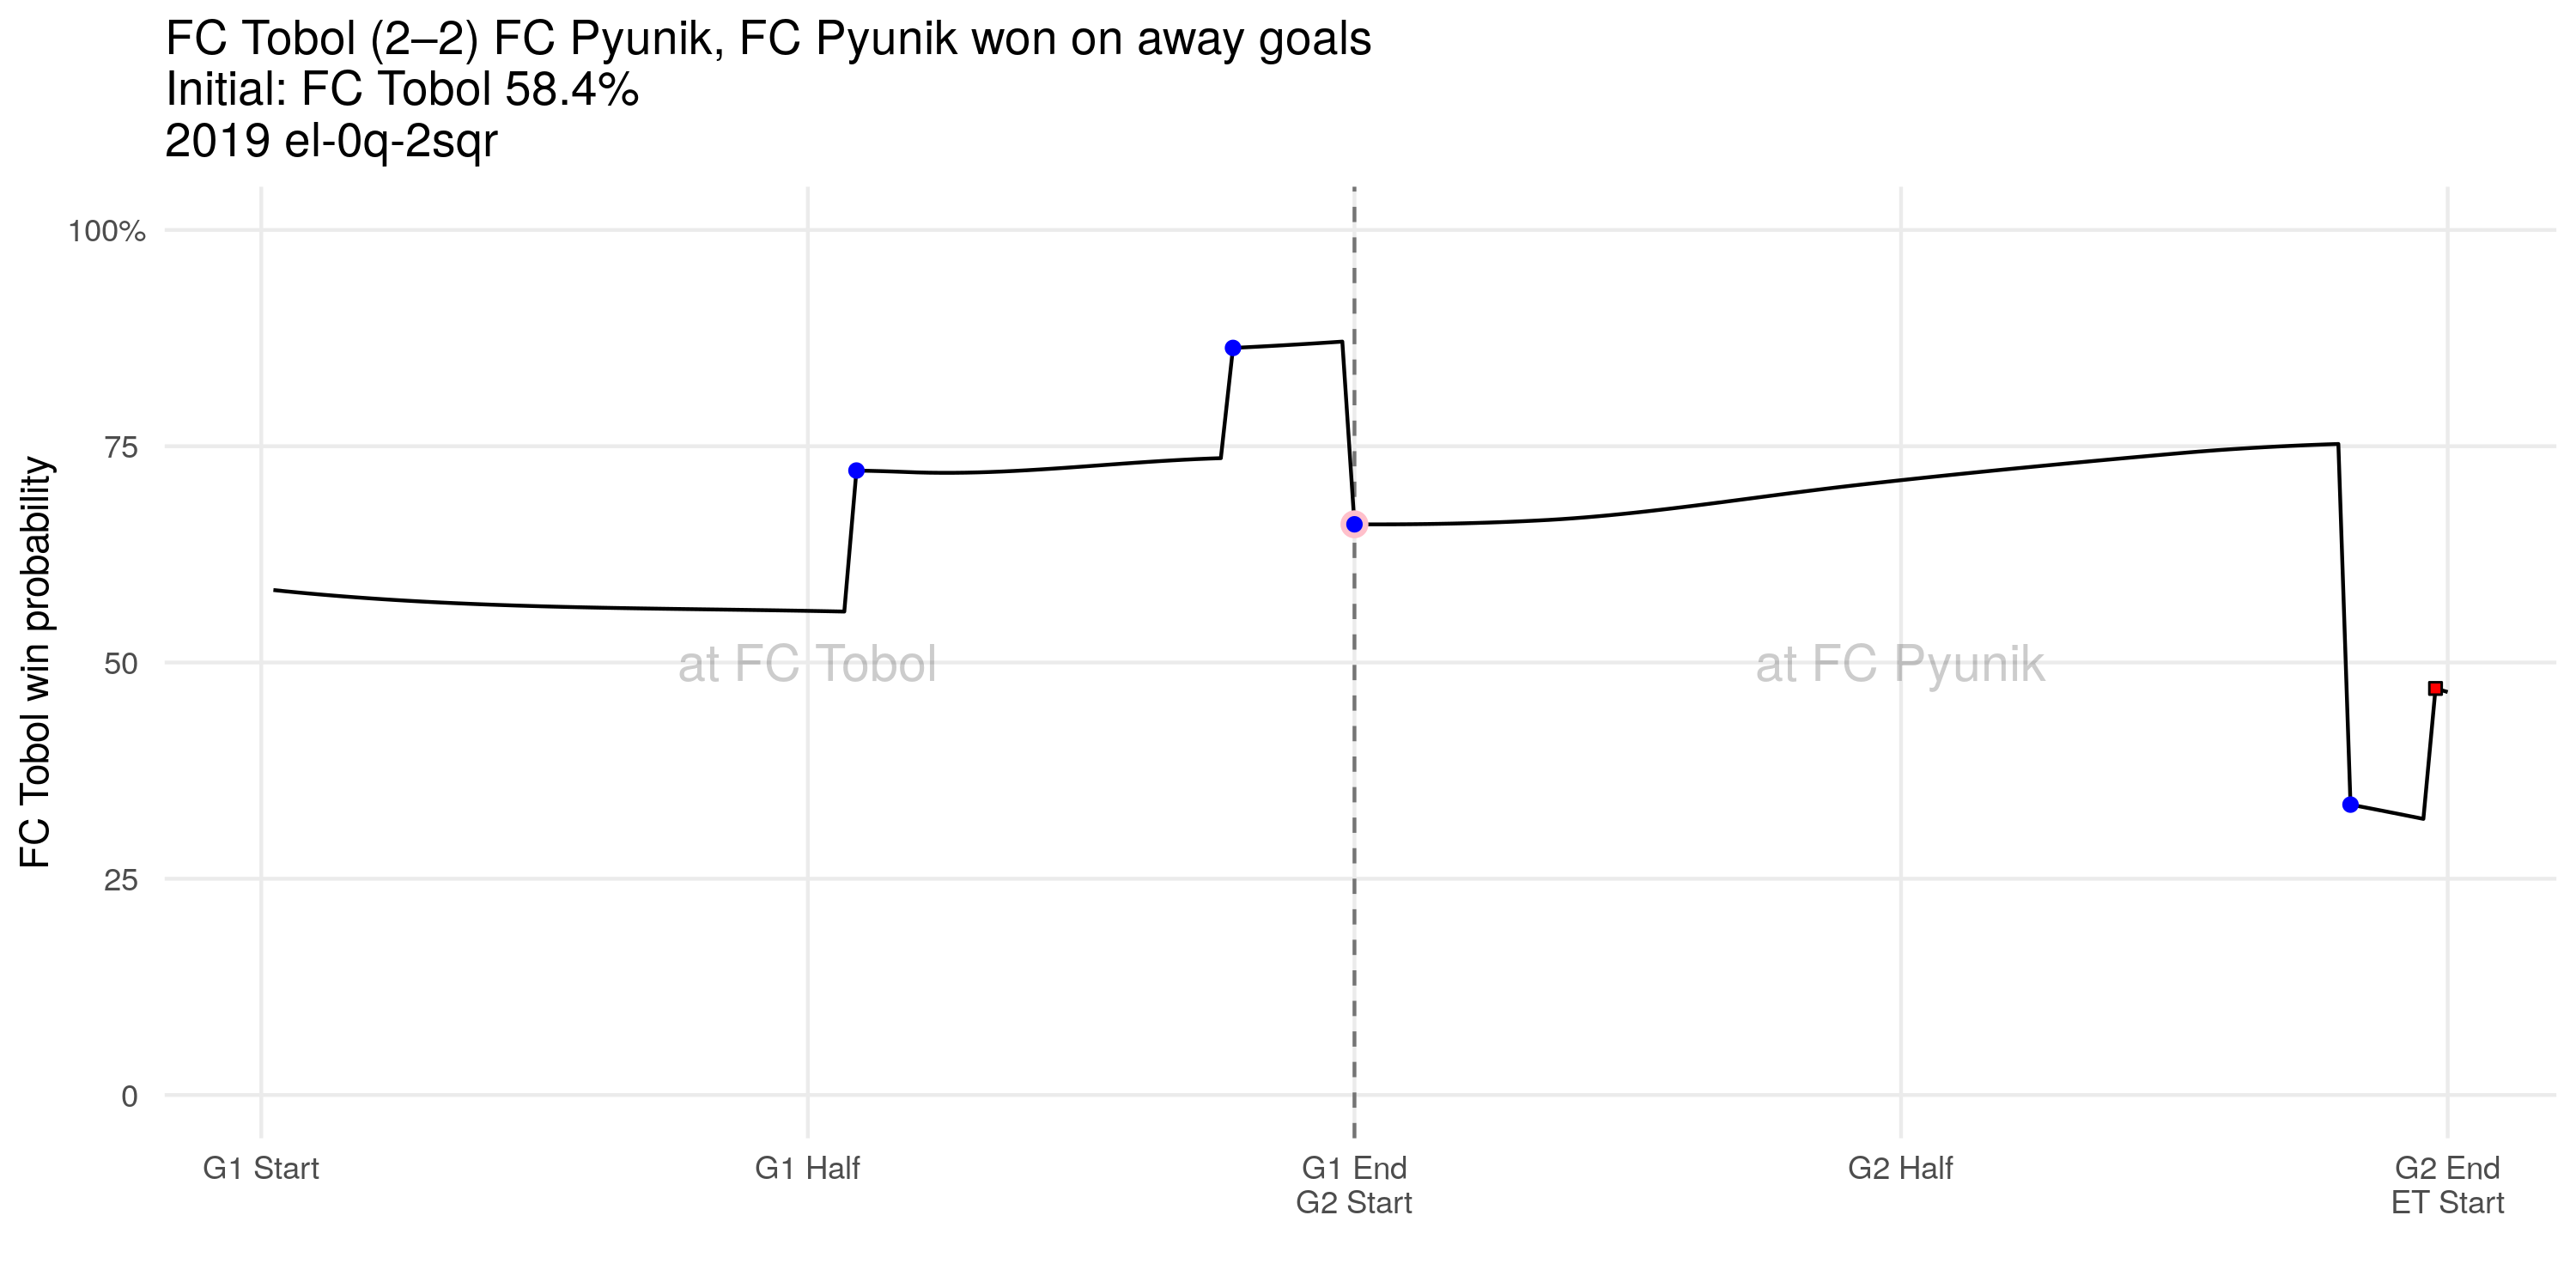 FC Tobol (2–2) FC Pyunik, FC Pyunik won on away goals
Initial: FC Tobol 58.4%
2019 el-0q-2sqr
FC Tobol win probability
100%
75
50
25
0
at FC Tobol
at FC Pyunik
G1 Start
G1 Half
G1 End
G2 Start
G2 Half
G2 End
ET Start